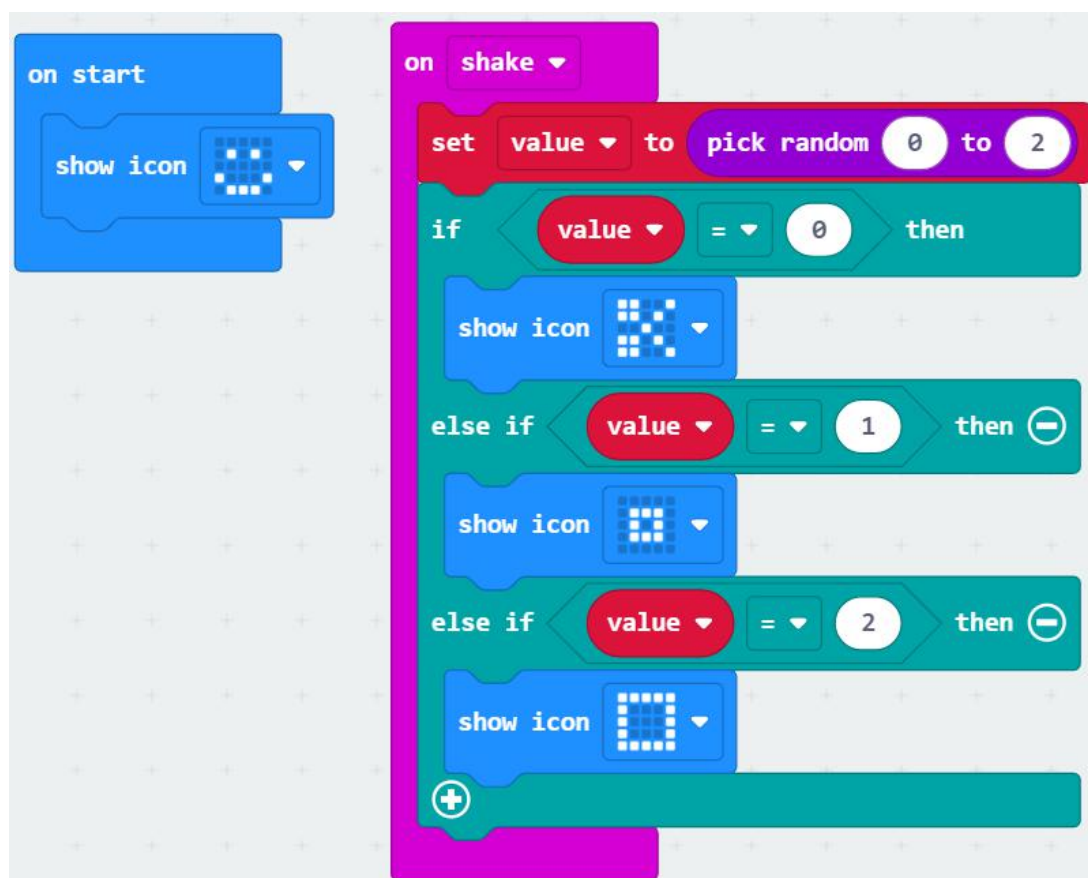 on start
show icon
on shake
set value to pick random 0 to 2
if value = 0 then
show icon
else if value = 1 then
show icon
else if value = 2 then
show icon